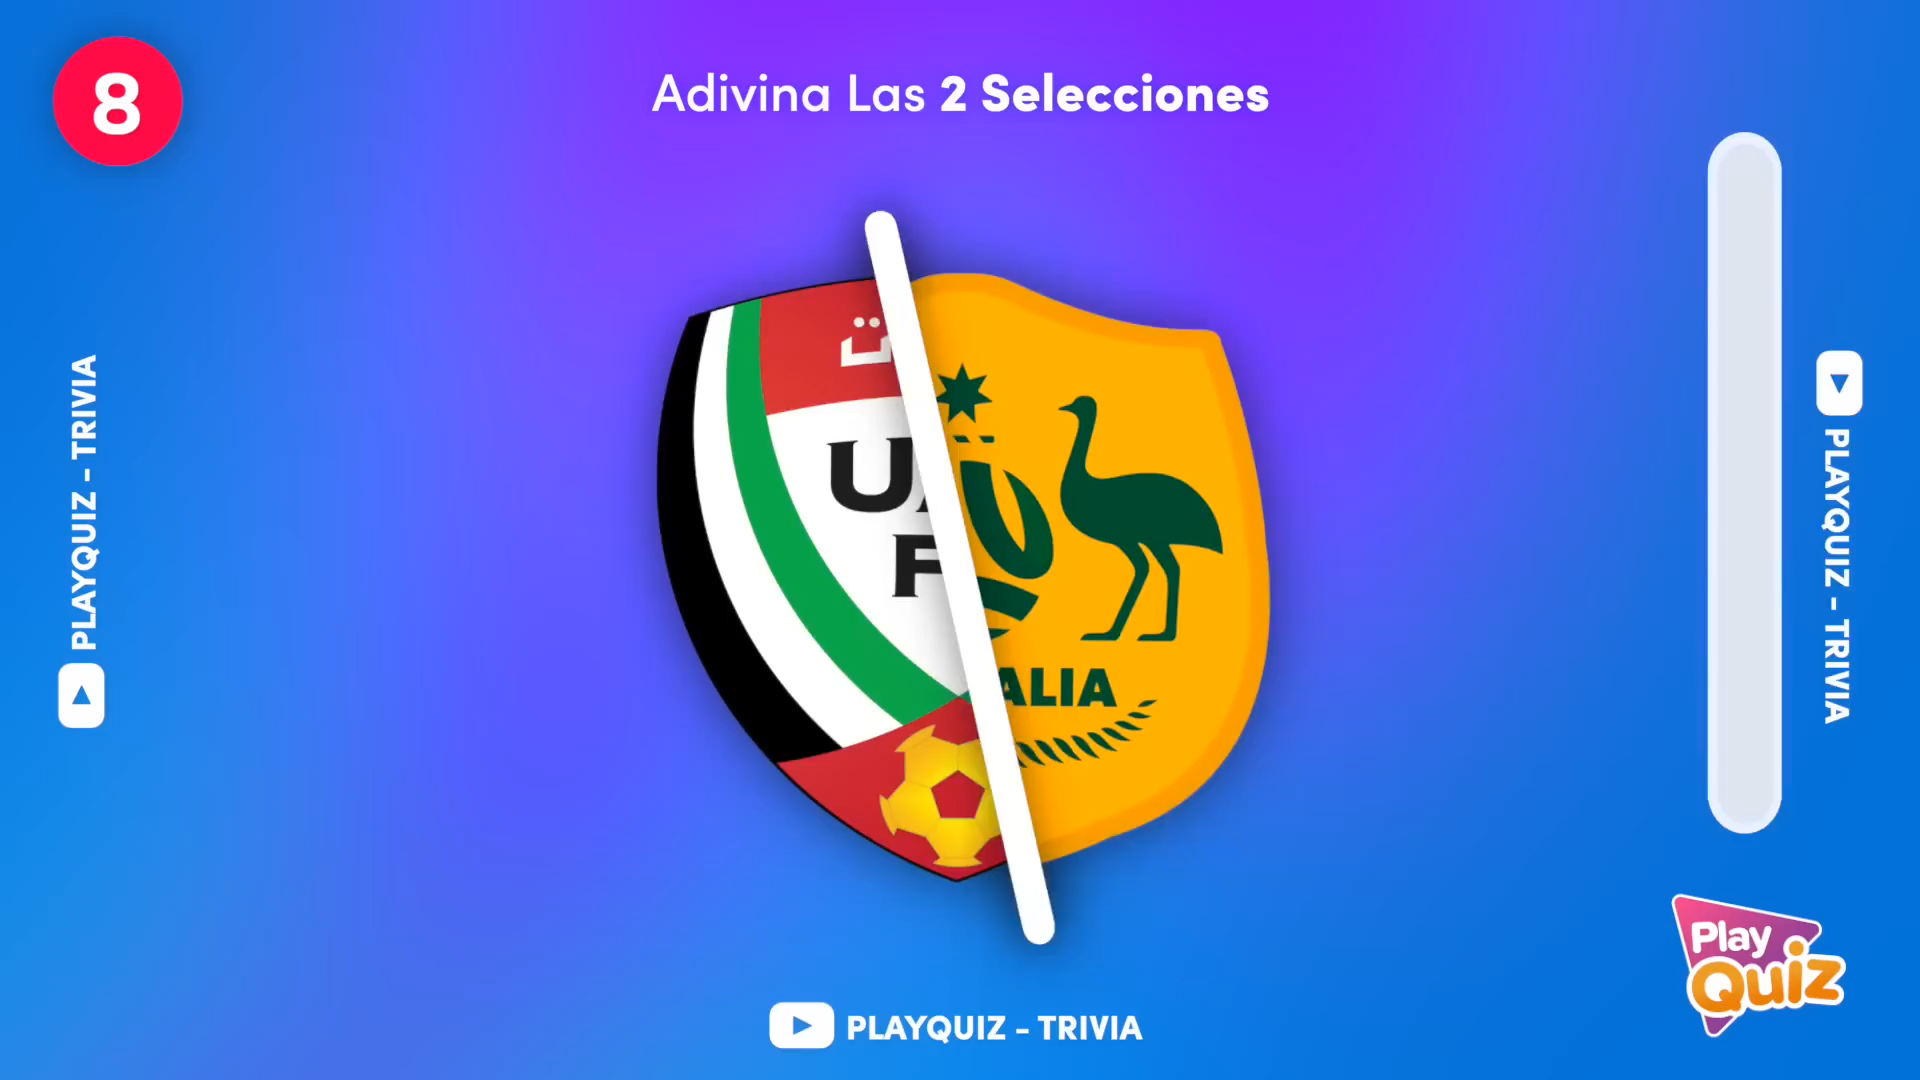 8
Adivina Las 2 Selecciones
PLAYQUIZ - TRIVIA
PLAYQUIZ - TRIVIA
U
F
ALIA
Play
Quiz
PLAYQUIZ - TRIVIA